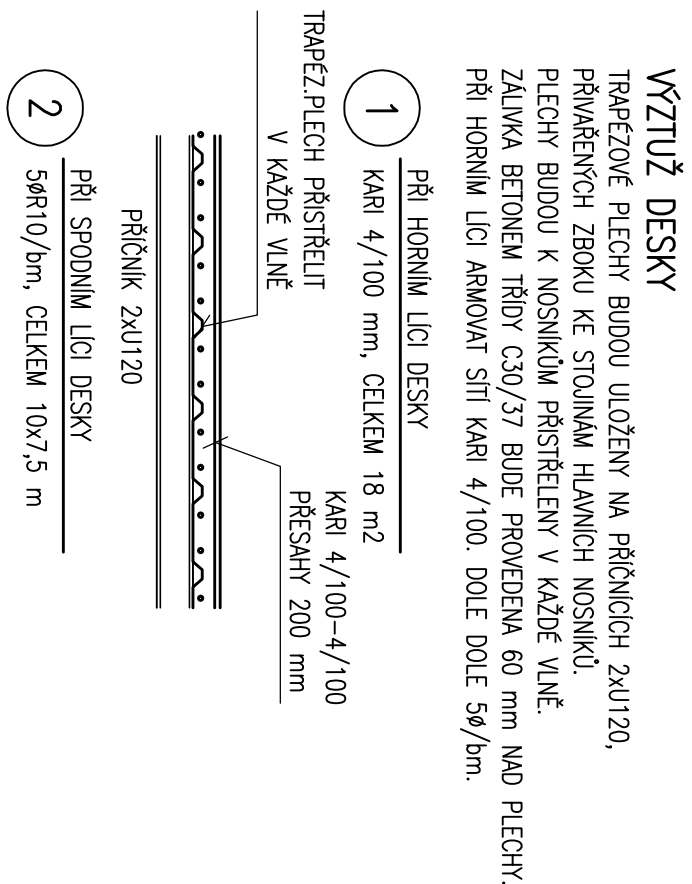 VÝZTUŽ DESKY
TRAPÉZOVÉ PLECHY BUDOU ULOŽENY NA PŘÍČNÍCÍCH 2xU120,
PŘIVAŘENÝCH ZBOKU KE STOJINÁM HLAVNÍCH NOSNÍKŮ.
PLECHY BUDOU K NOSNÍKŮM PŘISTŘELENY V KAŽDÉ VLNĚ.
ZÁLIVKA BETONEM TŘÍDY C30/37 BUDE PROVEDENA 60 mm NAD PLECHY.
PŘI HORNÍM LÍCI ARMOVAT SÍTÍ KARI 4/100. DOLE DOLE 5ø/bm.
1
PŘI HORNÍM LÍCI DESKY
KARI 4/100 mm, CELKEM 18 m2
TRAPÉZ.PLECH PŘISTŘELIT
V KAŽDÉ VLNĚ
KARI 4/100-4/100
PŘESAHY 200 mm
PŘÍČNÍK 2xU120
2
PŘI SPODNÍM LÍCI DESKY
5øR10/bm, CELKEM 10x7,5 m